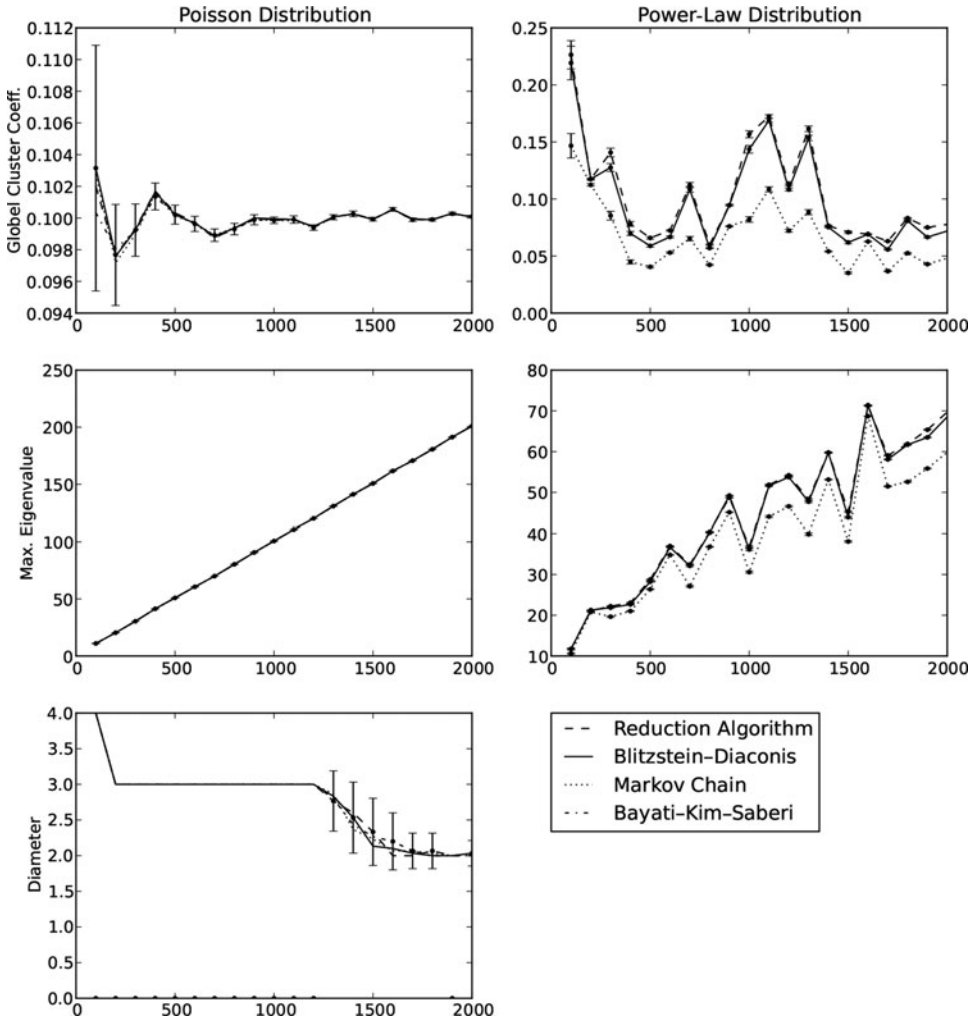 Poisson Distribution
Power-Law Distribution
Globel Cluster Coeff.
0.112
0.110
0.108
0.106
0.104
0.102
0.100
0.098
0.096
0.094
0 500 1000 1500 2000
0.25
0.20
0.15
0.10
0.05
0.00
0 500 1000 1500 2000
Max. Eigenvalue
250
200
150
100
50
0
0 500 1000 1500 2000
80
70
60
50
40
30
20
10
0 500 1000 1500 2000
Diameter
4.0
3.5
3.0
2.5
2.0
1.5
1.0
0.5
0.0
0 500 1000 1500 2000
Reduction Algorithm
Blitzstein–Diaconis
Markov Chain
Bayati–Kim–Saberi